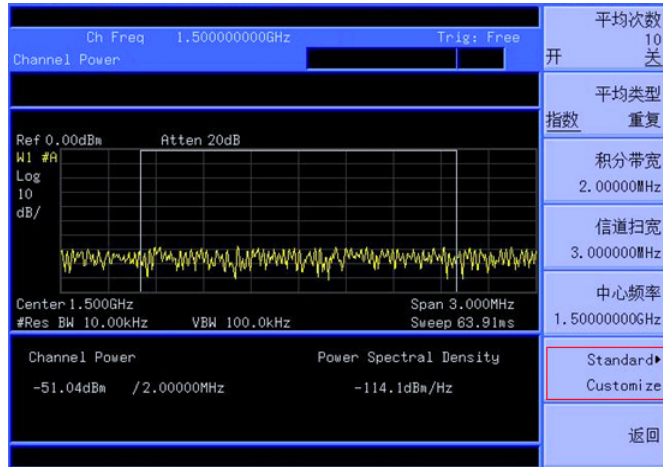 Ch Freq 1.500000000GHz Trig: Free
Channel Power
Ref 0.00dBm Atten 20dB
W1 #A
Log
10
dB/
Center 1.500GHz Span 3.000MHz
#Res BW 10.00kHz VBW 100.0kHz Sweep 63.91ms
Channel Power Power Spectral Density
-51.04dBm /2.00000MHz -114.1dBm/Hz
平均次数
10
开 关
平均类型
指数 重复
积分带宽
2.00000MHz
信道扫宽
3.000000MHz
中心频率
1.50000000GHz
Standard▶
Customize
返回